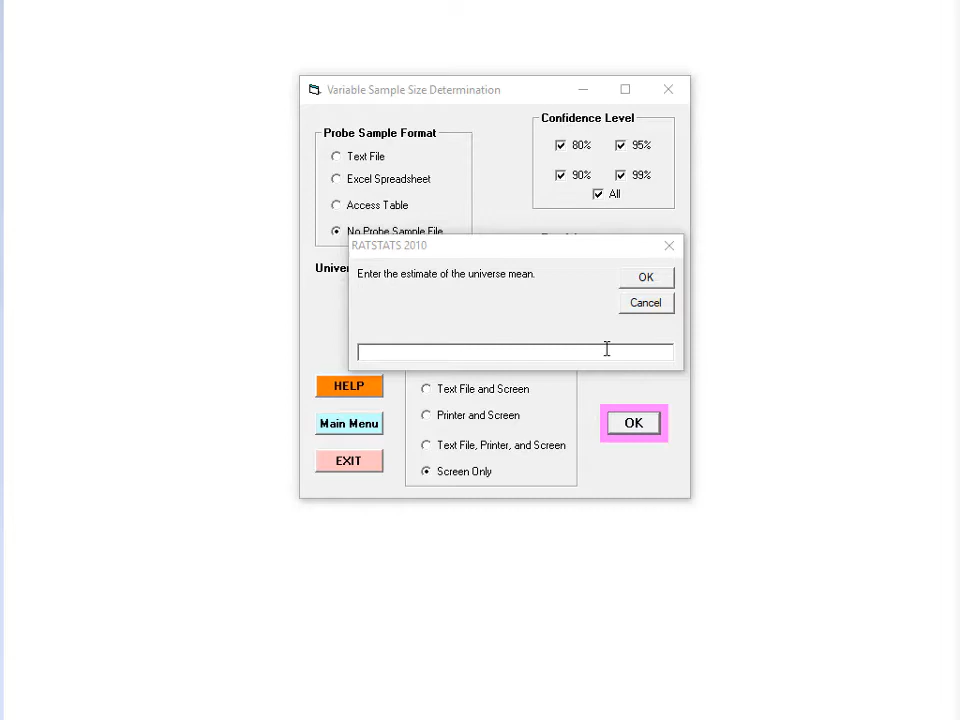 Variable Sample Size Determination
Probe Sample Format
Text File
Excel Spreadsheet
Access Table
No Probe Sample File
Confidence Level
80%
95%
90%
99%
All
RATSTATS 2010
Enter the estimate of the universe mean.
OK
Cancel
HELP
Main Menu
EXIT
Text File and Screen
Printer and Screen
Text File, Printer, and Screen
Screen Only
OK